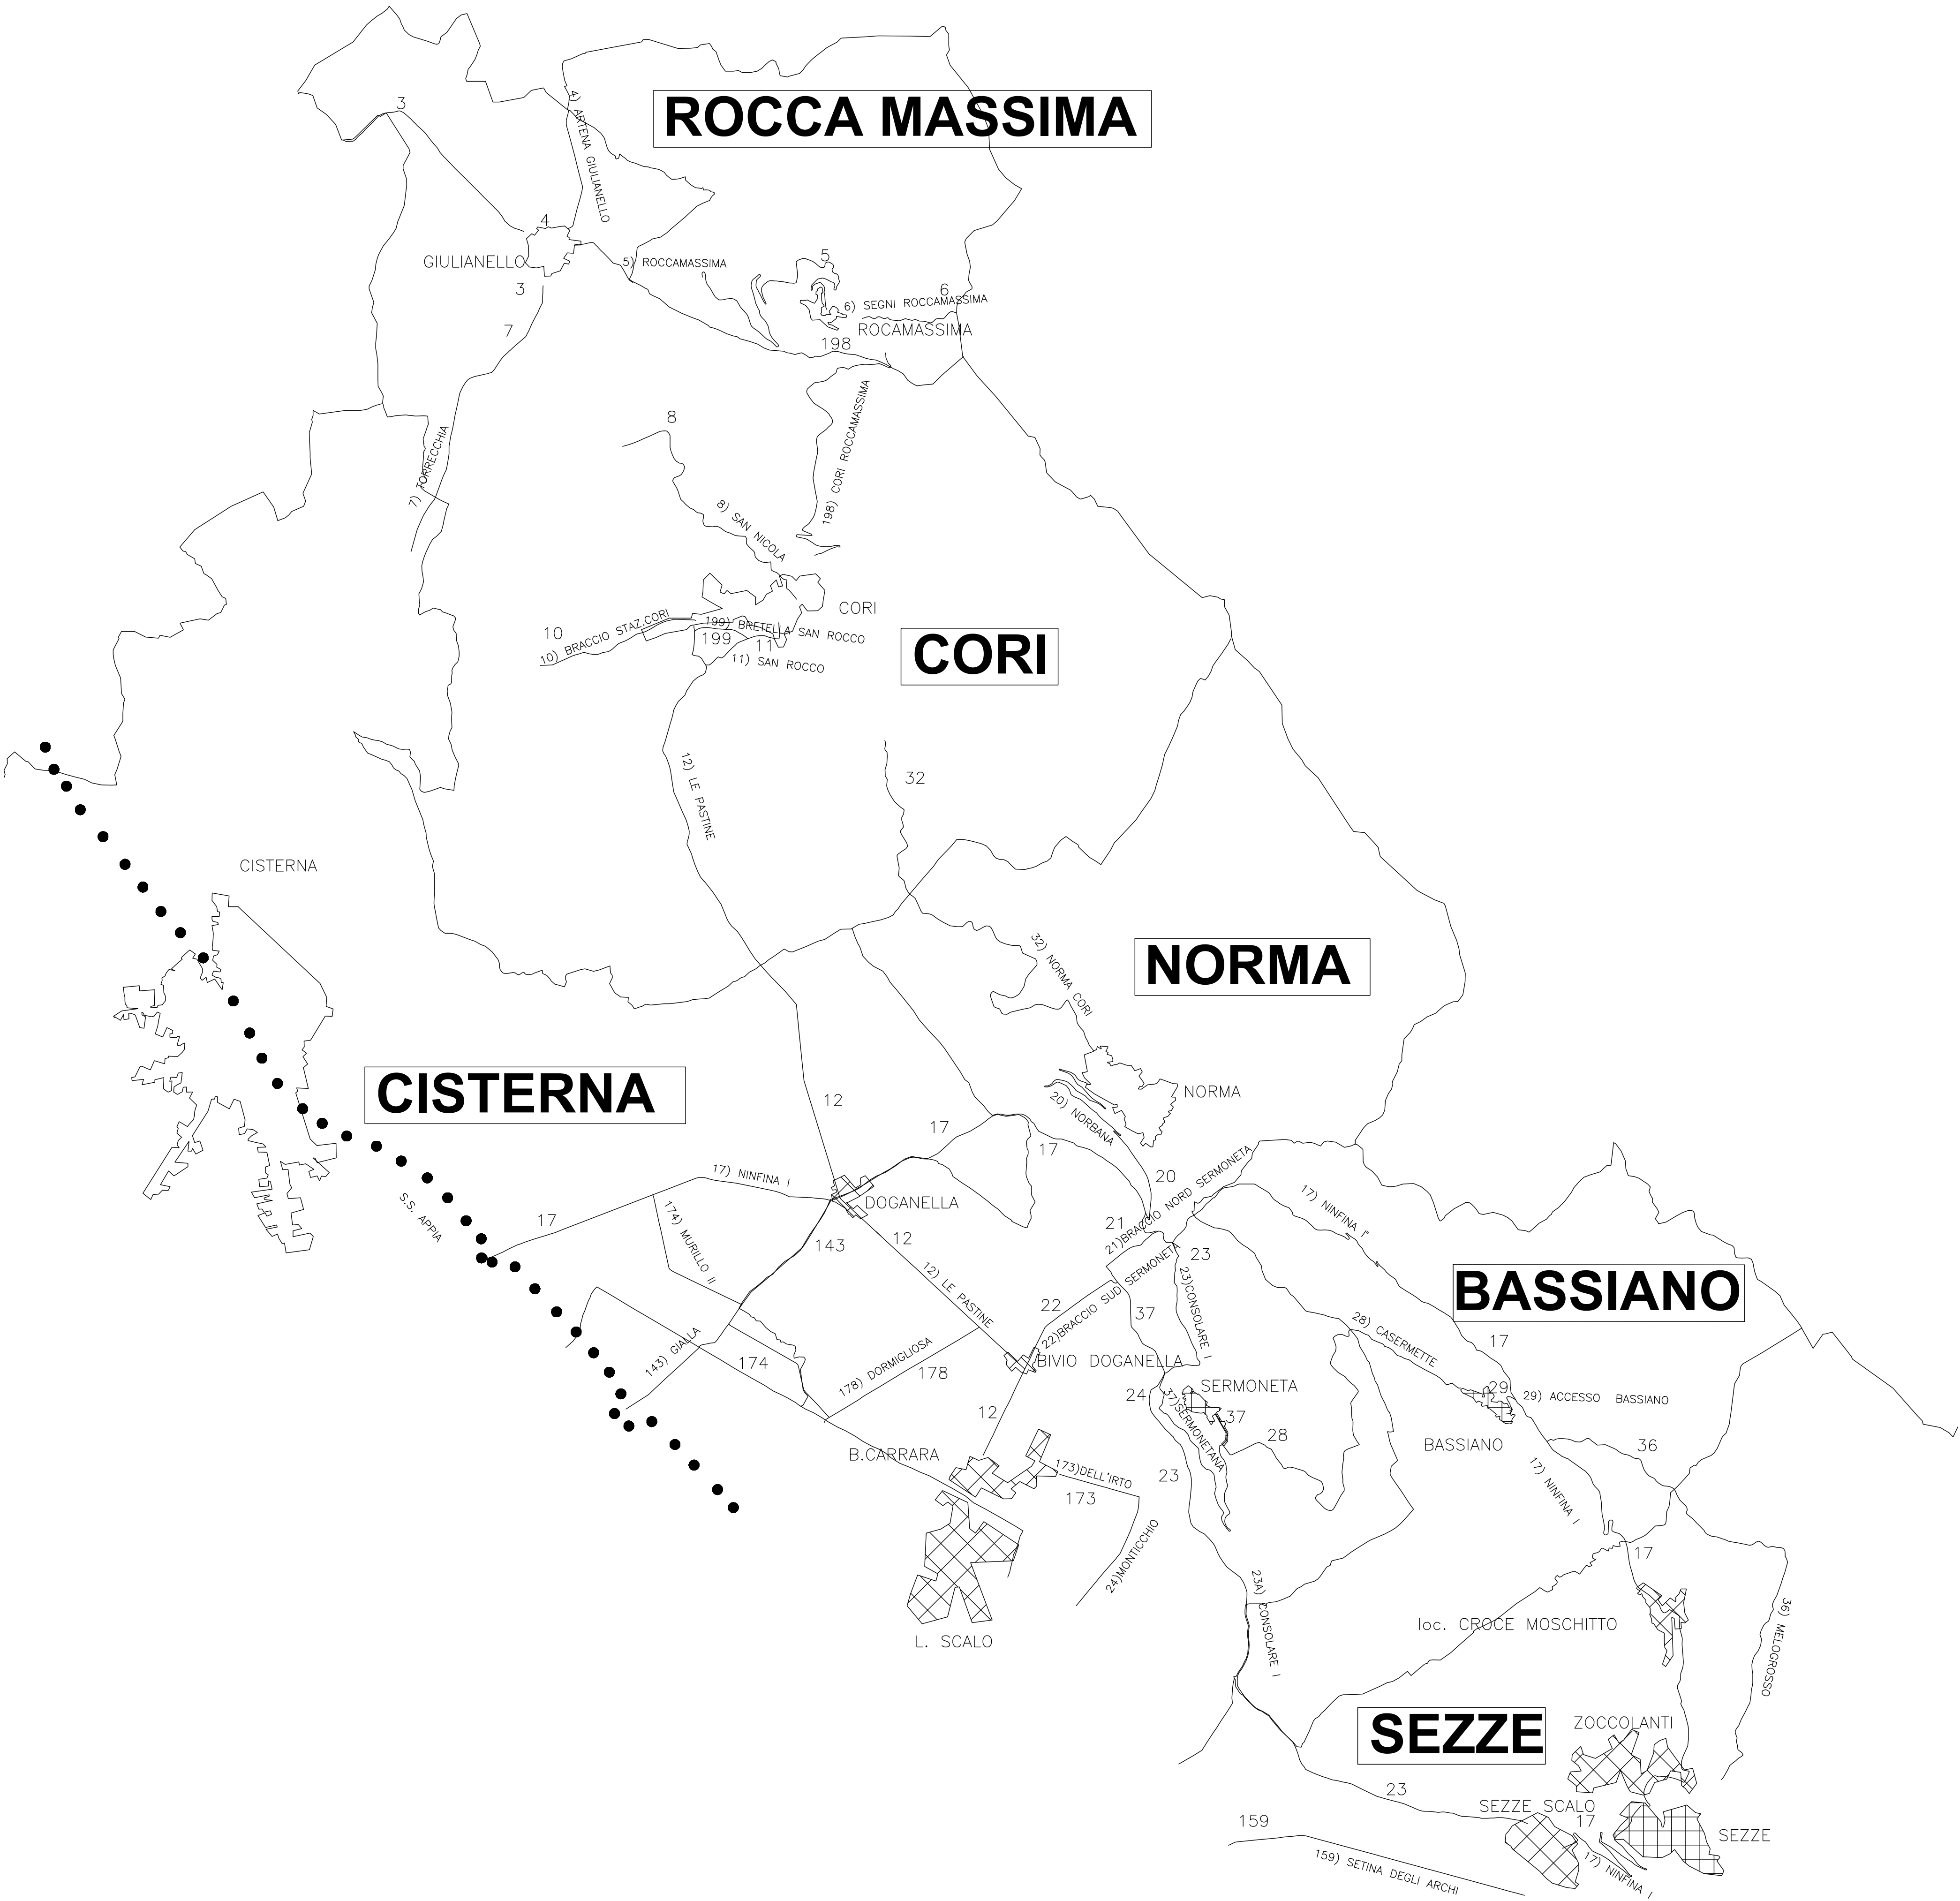 3
4) ARTENA GIULIANELLO
ROCCA MASSIMA
4
GIULIANELLO
5) ROCCAMASSIMA
5
3
6
6) SEGNI ROCCAMASSIMA
7
ROCAMASSIMA
198
8
7) TORRECCHIA
198) CORI ROCCAMASSIMA
8) SAN NICOLA
CORI
10
10) BRACCIO STAZ.CORI
199) BRETELLA SAN ROCCO
199
11
11) SAN ROCCO
CORI
12) LE PASTINE
32
CISTERNA
32) NORMA CORI
NORMA
CISTERNA
NORMA
12
20) NORBANA
17
17
17) NINFINA I
20
21) BRACCIO NORD SERMONETA
17) NINFINA I°
DOGANELLA
S.S. APPIA
17
174) MURILLO II
143
12
21
23
22)BRACCIO SUD SERMONETA
23)CONSOLARE I
BASSIANO
12) LE PASTINE
22
37
28) CASERMETTE
17
143) GIALLA
174
178) DORMIGLIOSA
178
BIVIO DOGANELLA
SERMONETA
29
29) ACCESSO BASSIANO
24
37)SERMONETANA
37
12
28
BASSIANO
36
B.CARRARA
173)DELL'IRTO
173
23
17) NINFINA I
24)MONTICCHIO
17
23A) CONSOLARE I
loc. CROCE MOSCHITTO
36) MELOGROSSO
L. SCALO
SEZZE
ZOCCOLANTI
23
SEZZE SCALO
17
159
SEZZE
159) SETINA DEGLI ARCHI
17) NINFINA I